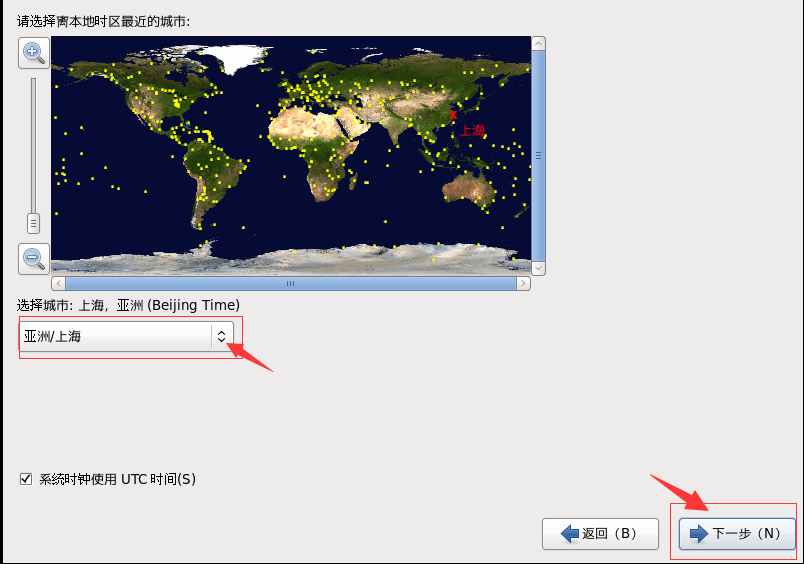 请选择离本地时区最近的城市:
上海
选择城市: 上海, 亚洲 (Beijing Time)
亚洲/上海
系统时钟使用 UTC 时间(S)
返回（B）
下一步（N）